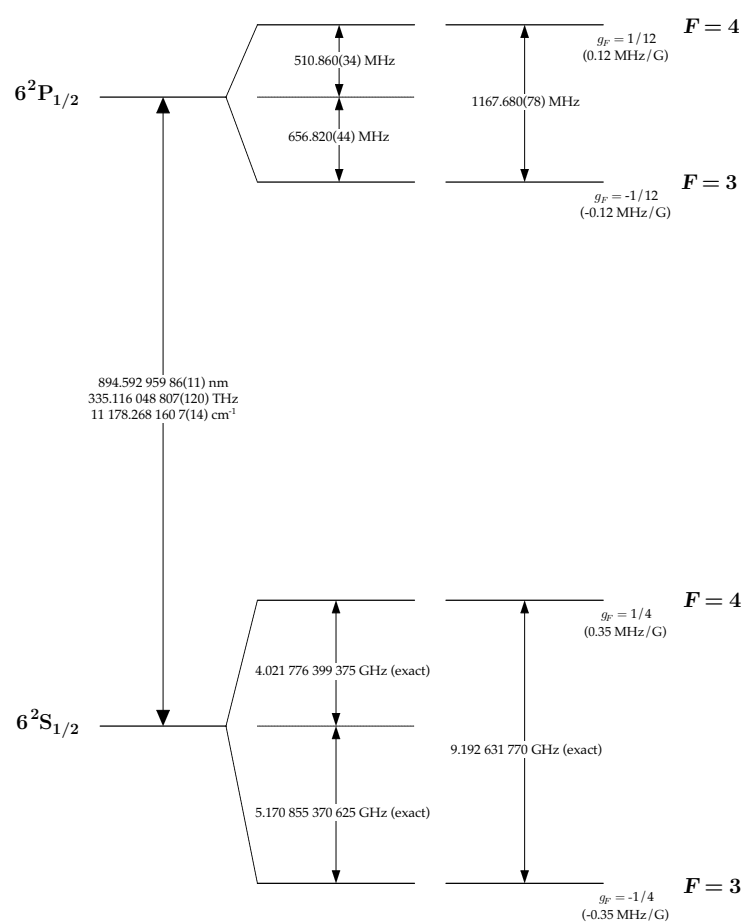 F = 4
g_F = 1/12
(0.12 MHz/G)
510.860(34) MHz
6²P₁/₂
1167.680(78) MHz
656.820(44) MHz
F = 3
g_F = -1/12
(-0.12 MHz/G)
894.592 959 86(11) nm
335.116 048 807(120) THz
11 178.268 160 7(14) cm⁻¹
F = 4
g_F = 1/4
(0.35 MHz/G)
4.021 776 399 375 GHz (exact)
6²S₁/₂
9.192 631 770 GHz (exact)
5.170 855 370 625 GHz (exact)
F = 3
g_F = -1/4
(-0.35 MHz/G)